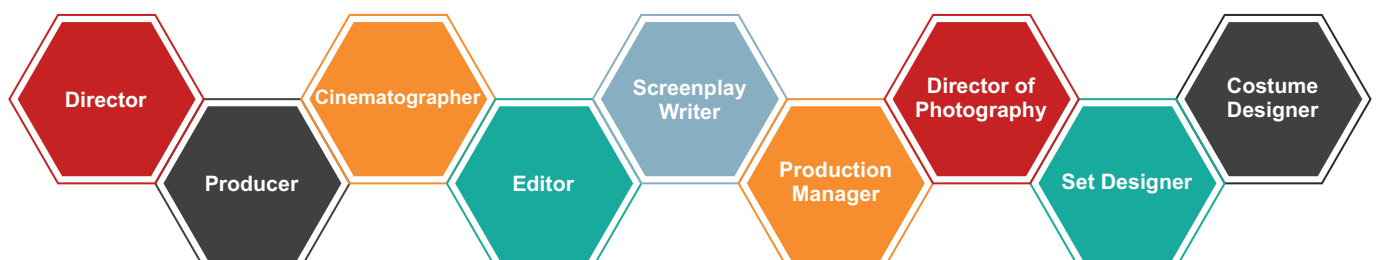 Director
Producer
Cinematographer
Editor
Screenplay
Writer
Production
Manager
Director of
Photography
Set Designer
Costume
Designer